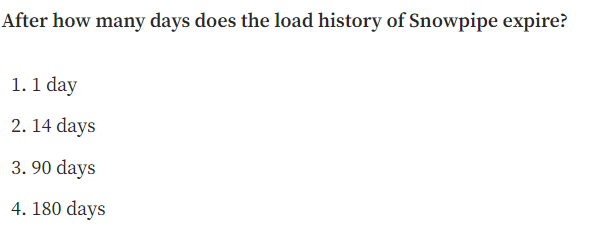 After how many days does the load history of Snowpipe expire?
1. 1 day
2. 14 days
3. 90 days
4. 180 days